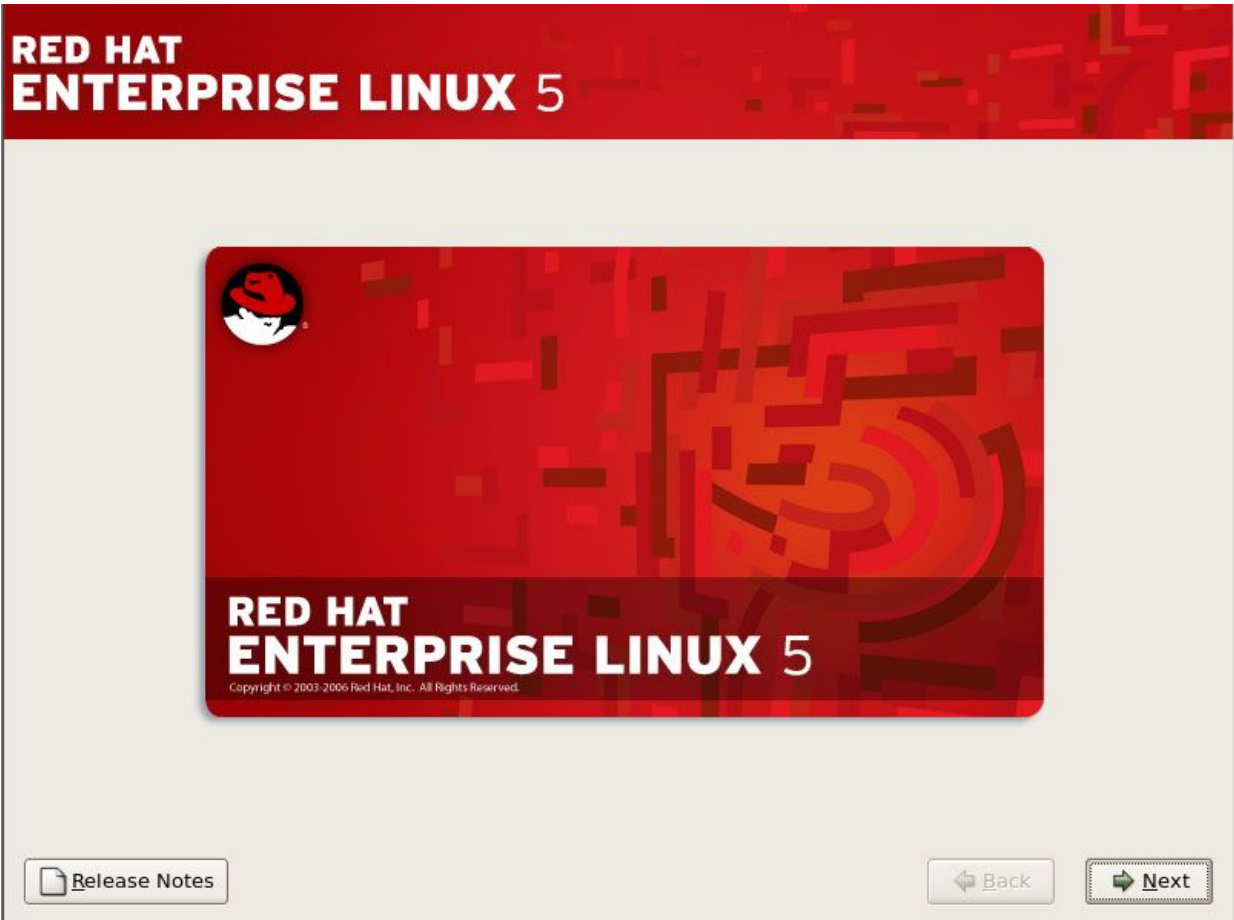 RED HAT
ENTERPRISE LINUX 5
®
RED HAT
ENTERPRISE LINUX 5
Copyright © 2003-2006 Red Hat, Inc. All Rights Reserved.
Release Notes
Back
Next